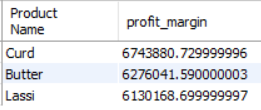 Product
Name profit_margin
Curd 6743880.729999996
Butter 6276041.590000003
Lassi 6130168.699999997